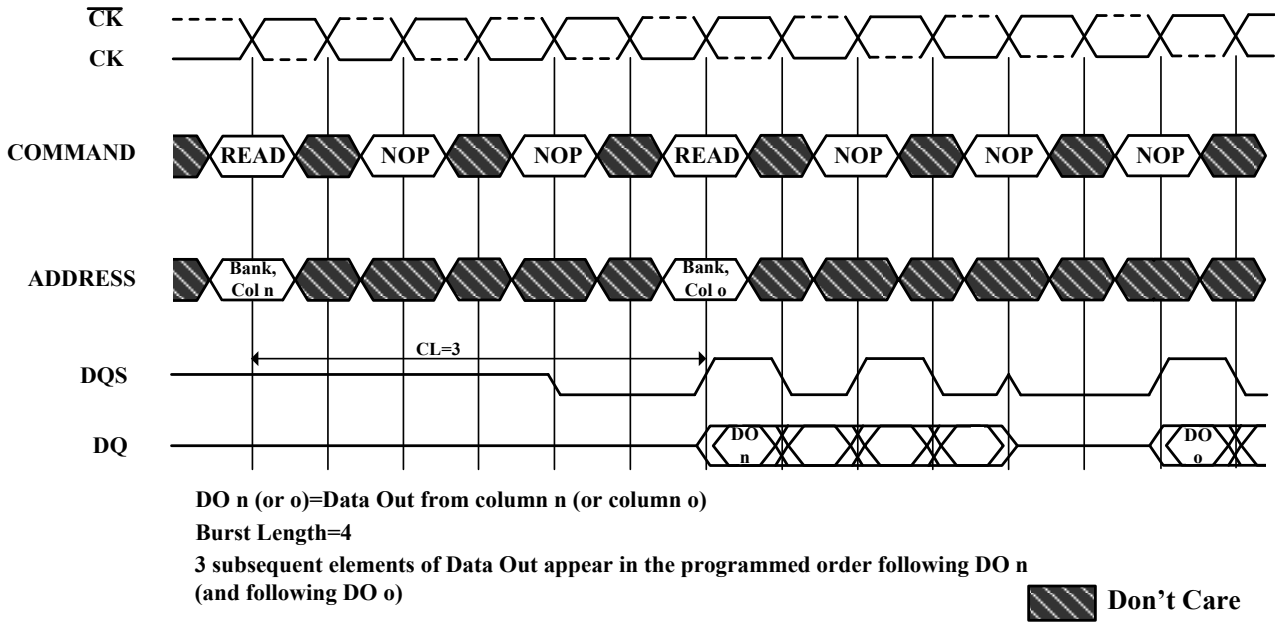 CK
CK
COMMAND READ NOP NOP READ NOP NOP NOP
ADDRESS Bank, Col n Bank, Col o
CL=3
DQS
DQ DO n DO o
DO n (or o)=Data Out from column n (or column o)
Burst Length=4
3 subsequent elements of Data Out appear in the programmed order following DO n
(and following DO o)
Don't Care